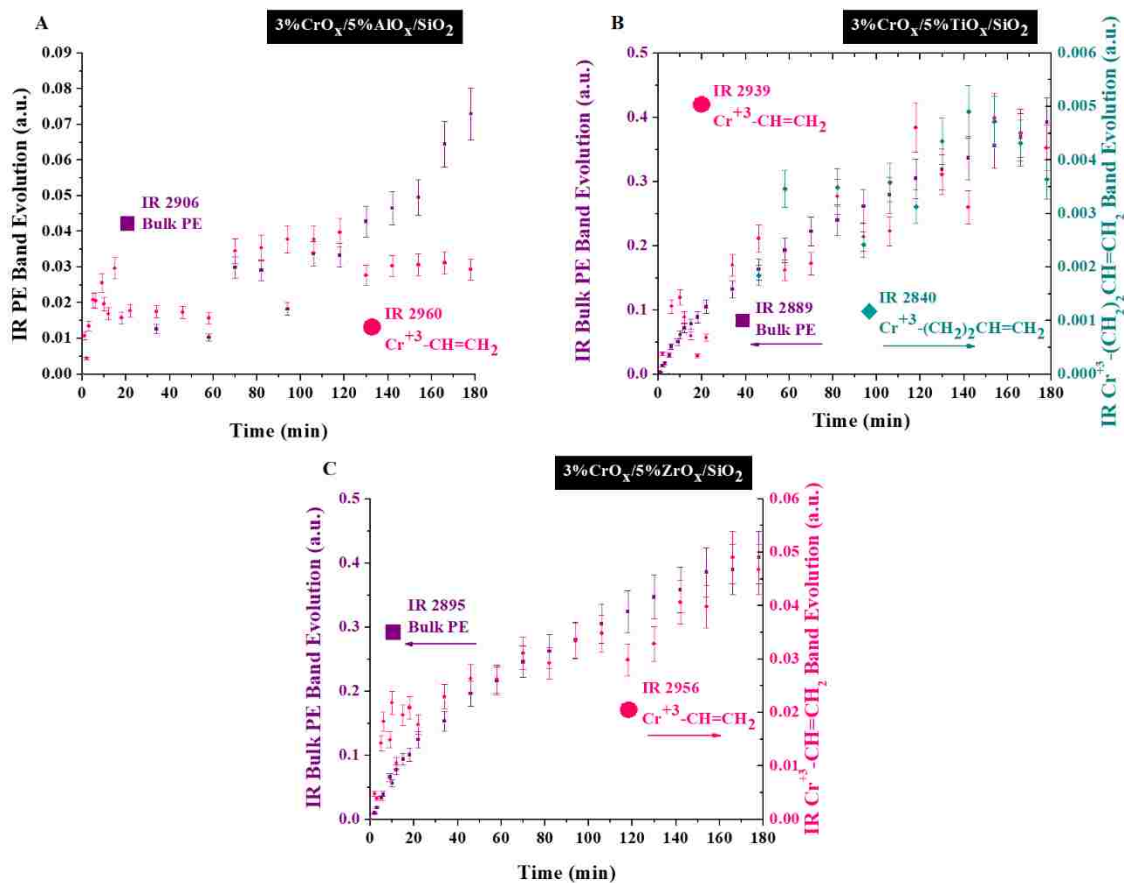 A
3%CrOx/5%AlOx/SiO2
IR PE Band Evolution (a.u.)
0.09
0.08
0.07
0.06
0.05
0.04
0.03
0.02
0.01
0.00
IR 2906
Bulk PE
IR 2960
Cr+3-CH=CH2
0 20 40 60 80 100 120 140 160 180
Time (min)
B
3%CrOx/5%TiOx/SiO2
IR Bulk PE Band Evolution (a.u.)
0.5
0.4
0.3
0.2
0.1
0.0
IR 2939
Cr+3-CH=CH2
IR 2889
Bulk PE
IR 2840
Cr+3-(CH2)2CH=CH2
0.006
0.005
0.004
0.003
0.002
0.001
0.000
IR Cr+3-(CH2)2CH=CH2 Band Evolution (a.u.)
0 20 40 60 80 100 120 140 160 180
Time (min)
C
3%CrOx/5%ZrOx/SiO2
IR Bulk PE Band Evolution (a.u.)
0.5
0.4
0.3
0.2
0.1
0.0
IR 2895
Bulk PE
IR 2956
Cr+3-CH=CH2
0.06
0.05
0.04
0.03
0.02
0.01
0.00
IR Cr+3-CH=CH2 Band Evolution (a.u.)
0 20 40 60 80 100 120 140 160 180
Time (min)